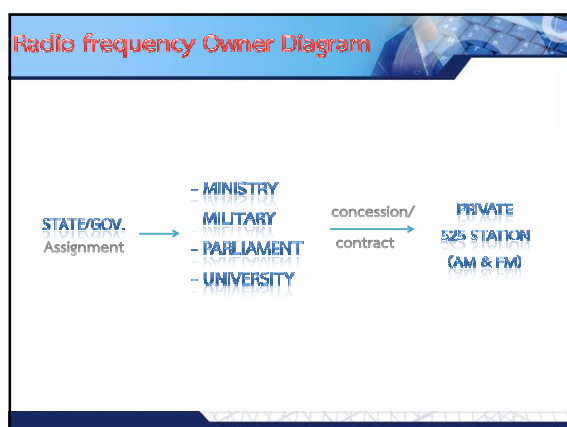 Radio frequency Owner Diagram
STATE/GOV.
Assignment
- MINISTRY
MILITARY
- PARLIAMENT
- UNIVERSITY
concession/
contract
PRIVATE
525 STATION
(AM & FM)